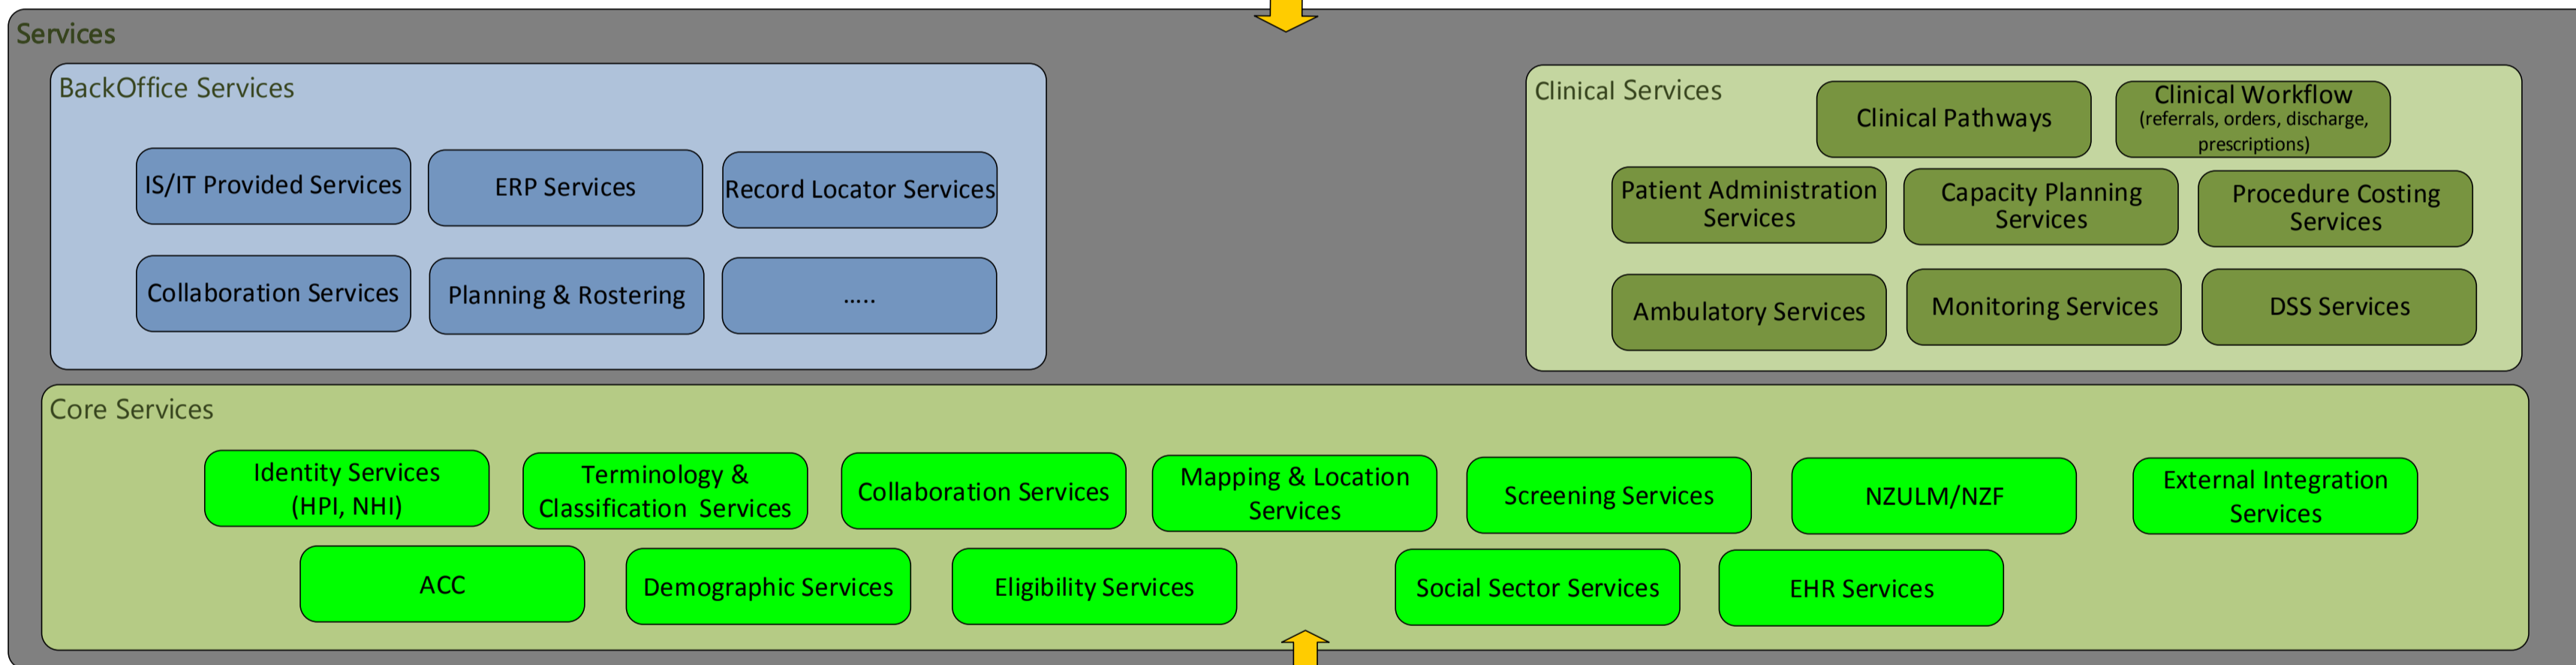 Services
BackOffice Services
IS/IT Provided Services
ERP Services
Record Locator Services
Collaboration Services
Planning & Rostering
.....
Clinical Services
Clinical Pathways
Clinical Workflow
(referrals, orders, discharge,
prescriptions)
Patient Administration
Services
Capacity Planning
Services
Procedure Costing
Services
Ambulatory Services
Monitoring Services
DSS Services
Core Services
Identity Services
(HPI, NHI)
Terminology &
Classification  Services
Collaboration Services
Mapping & Location
Services
Screening Services
NZULM/NZF
External Integration
Services
ACC
Demographic Services
Eligibility Services
Social Sector Services
EHR Services